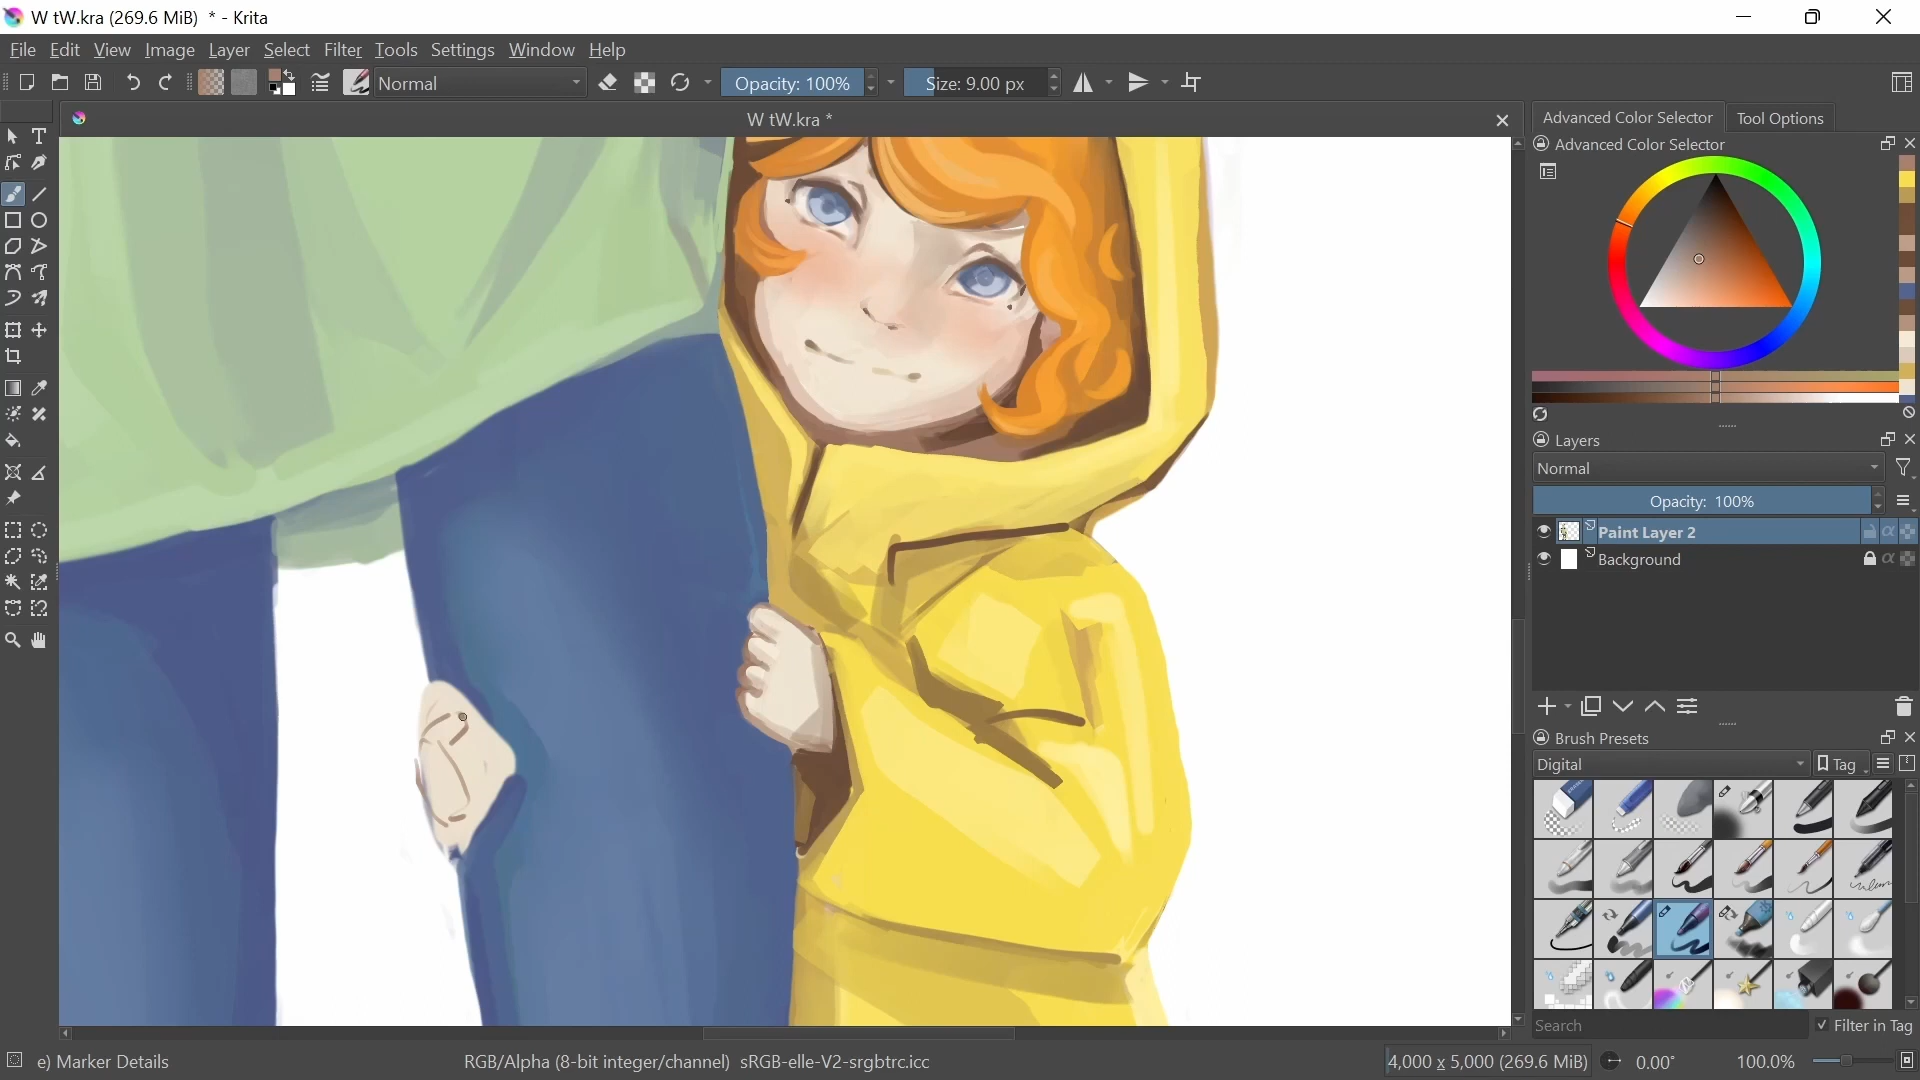 W tW.kra (269.6 MiB) * - Krita
File Edit View Image Layer Select Filter Tools Settings Window Help
Normal Opacity: 100% Size: 9.00 px
W tW.kra *
Advanced Color Selector Tool Options
Advanced Color Selector
Layers
Normal
Opacity: 100%
Paint Layer 2
Background
Brush Presets
Digital Tag
Search Filter in Tag
e) Marker Details RGB/Alpha (8-bit integer/channel) sRGB-elle-V2-srgbtrc.icc 4,000 x 5,000 (269.6 MiB) 0.00° 100.0%